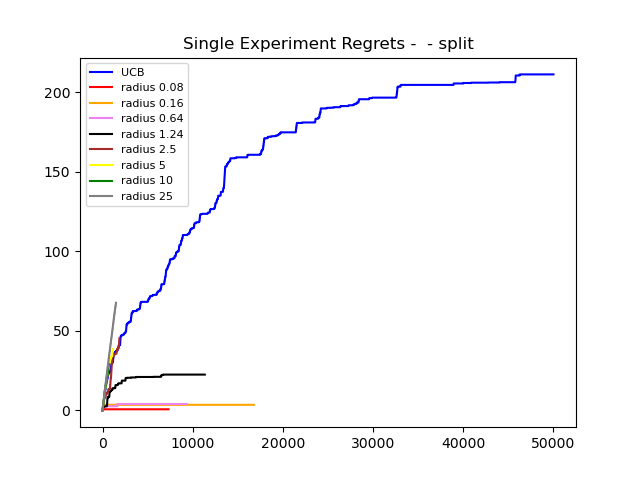 Single Experiment Regrets -  - split
UCB
radius 0.08
radius 0.16
radius 0.64
radius 1.24
radius 2.5
radius 5
radius 10
radius 25
200
150
100
50
0
0 10000 20000 30000 40000 50000